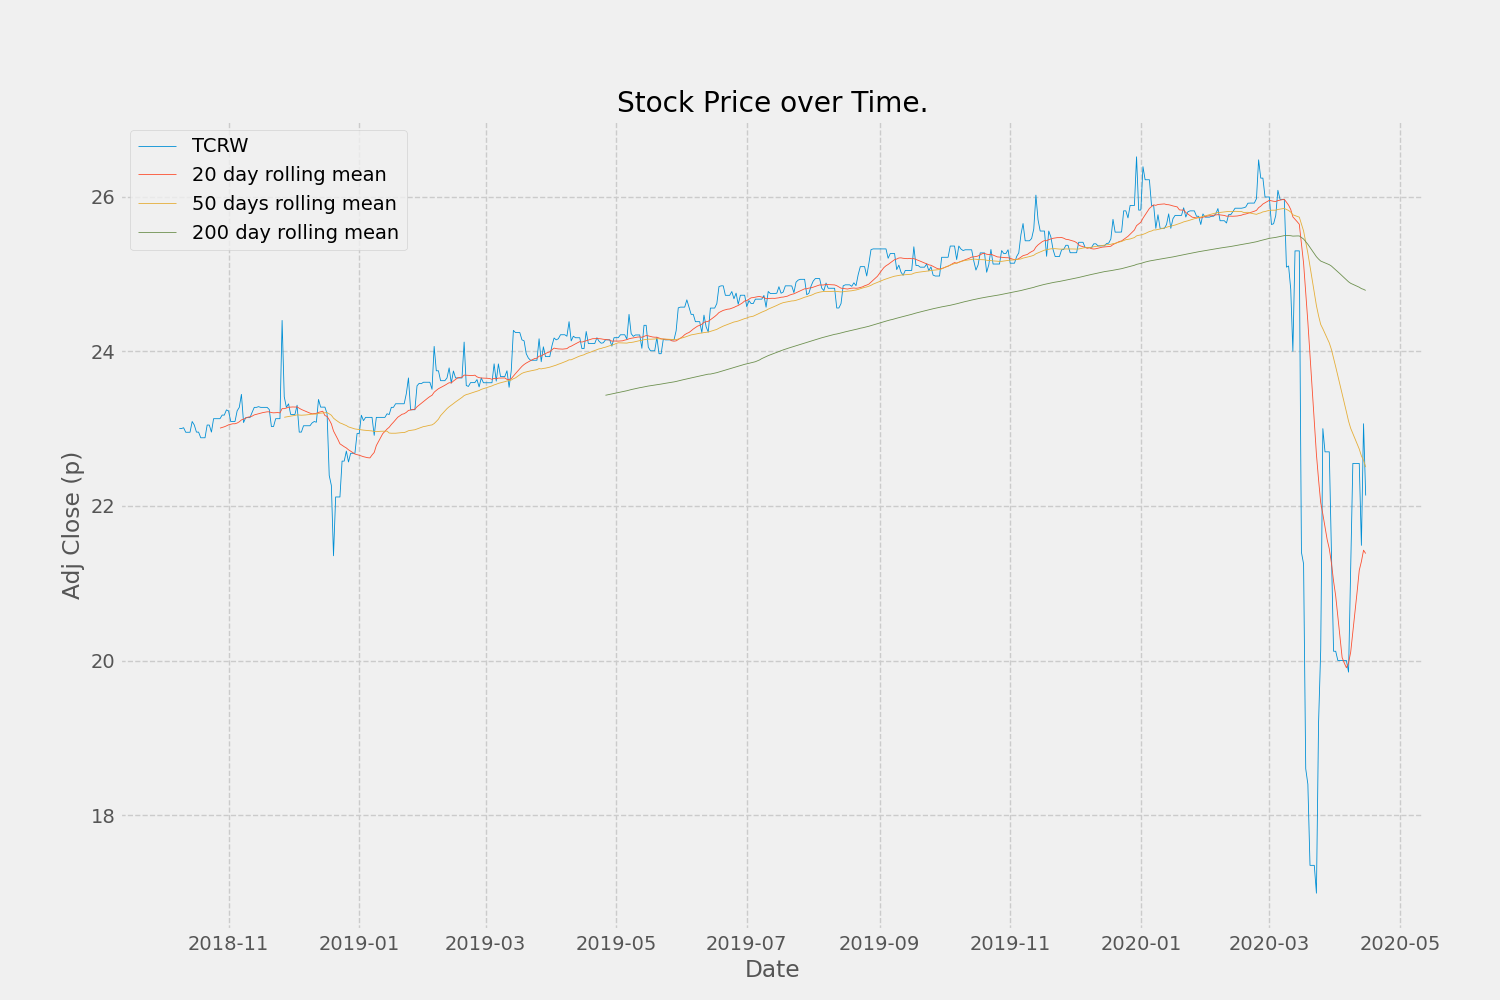 Stock Price over Time.
TCRW
20 day rolling mean
50 days rolling mean
200 day rolling mean
26
24
22
20
18
Adj Close (p)
2018-11 2019-01 2019-03 2019-05 2019-07 2019-09 2019-11 2020-01 2020-03 2020-05
Date